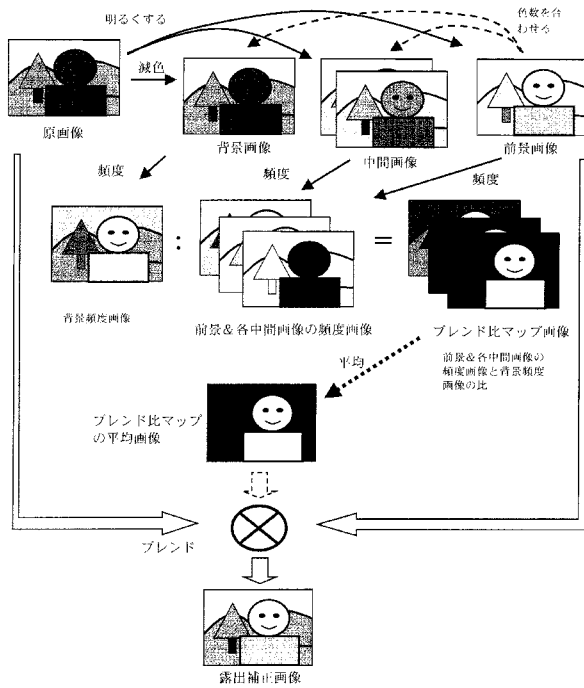 明るくする
色数を合
わせる
減色
原画像
背景画像
中間画像
前景画像
頻度
頻度
頻度
:
=
背景頻度画像
前景&各中間画像の頻度画像
ブレンド比マップ画像
前景&各中間画像の
頻度画像と背景頻度
画像の比
平均
ブレンド比マップ
の平均画像
ブレンド
露出補正画像